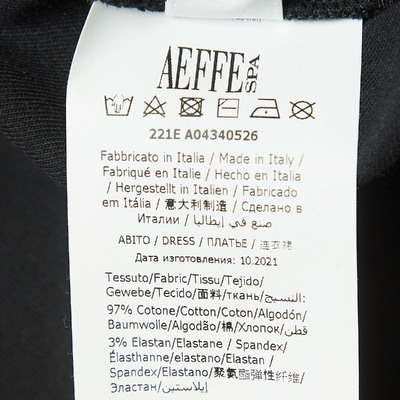 AEFFE SPA
221E A04340526
Fabbricato in Italia / Made in Italy /
Fabriqué en Italie / Hecho en Italia
/ Hergestellt in Italien / Fabricado
em Itália / 意大利制造 / Сделано в
Италии / صنع في إيطاليا
ABITO / DRESS / ПЛАТЬЕ / 连衣裙
Дата изготовления: 10.2021
Tessuto/Fabric/Tissu/Tejido/
Gewebe/Tecido/面料/ткань/النسيج:
97% Cotone/Cotton/Coton/Algodón/
Baumwolle/Algodão/棉/Хлопок/قطن
3% Elastan/Elastane / Spandex/
Élasthanne/elastano/Elastan /
Spandex/Elastano/聚氨酯弹性纤维/
Эластан/إيلاستين